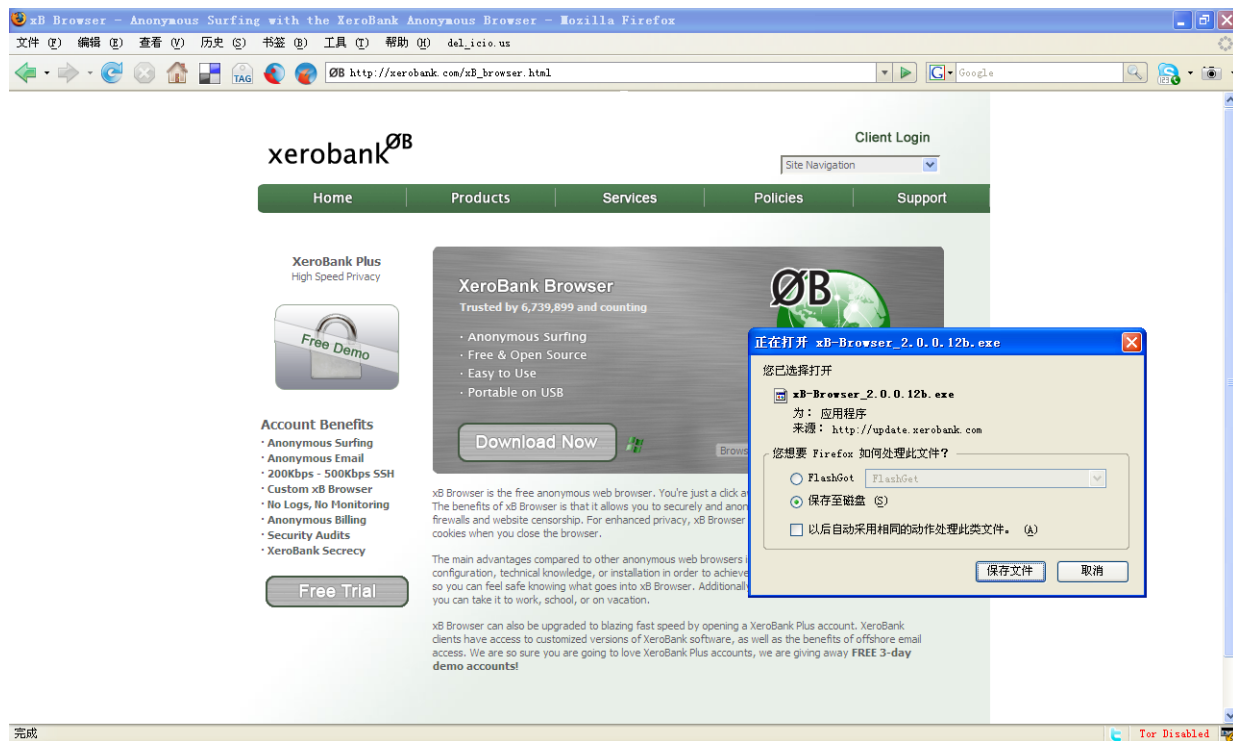 xB Browser - Anonymous Surfing with the XeroBank Anonymous Browser - Mozilla Firefox
文件 (F) 编辑 (E) 查看 (V) 历史 (S) 书签 (B) 工具 (T) 帮助 (H) del_icio.us
TAG ØB http://xerobank.com/xB_browser.html G Google 123
xerobank ØB
Client Login
Site Navigation
Home Products Services Policies Support
XeroBank Plus
High Speed Privacy
Free Demo
Account Benefits
· Anonymous Surfing
· Anonymous Email
· 200Kbps - 500Kbps SSH
· Custom xB Browser
· No Logs, No Monitoring
· Anonymous Billing
· Security Audits
· XeroBank Secrecy
Free Trial
XeroBank Browser
Trusted by 6,739,899 and counting
· Anonymous Surfing
· Free & Open Source
· Easy to Use
· Portable on USB
ØB
Download Now
Brows
xB Browser is the free anonymous web browser. You're just a click a
The benefits of xB Browser is that it allows you to securely and anon
firewalls and website censorship. For enhanced privacy, xB Browser
cookies when you close the browser.
The main advantages compared to other anonymous web browsers i
configuration, technical knowledge, or installation in order to achieve
so you can feel safe knowing what goes into xB Browser. Additionally
you can take it to work, school, or on vacation.
xB Browser can also be upgraded to blazing fast speed by opening a XeroBank Plus account. XeroBank
clients have access to customized versions of XeroBank software, as well as the benefits of offshore email
access. We are so sure you are going to love XeroBank Plus accounts, we are giving away FREE 3-day
demo accounts!
正在打开 xB-Browser_2.0.0.12b.exe
您已选择打开
xB-Browser_2.0.0.12b.exe
为： 应用程序
来源： http://update.xerobank.com
您想要 Firefox 如何处理此文件？
FlashGot FlashGet
保存至磁盘 (S)
以后自动采用相同的动作处理此类文件。 (A)
保存文件 取消
完成 Tor Disabled